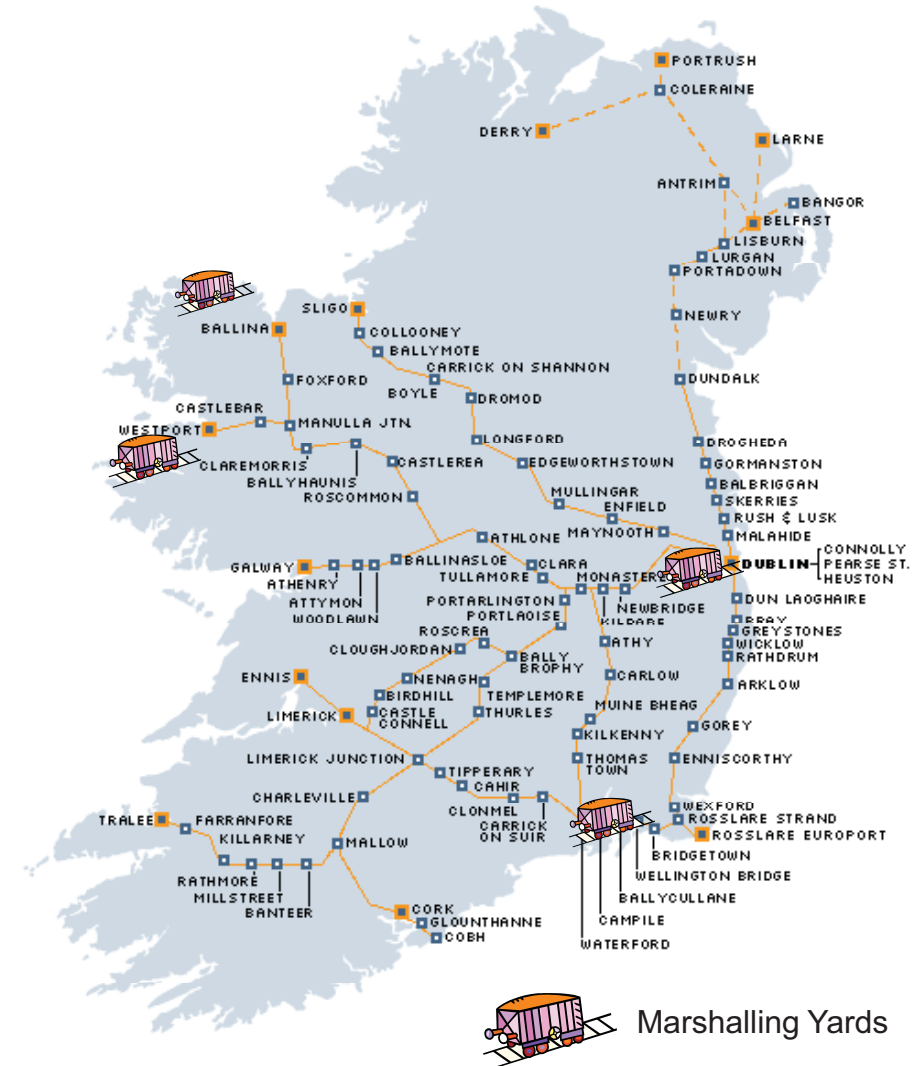 PORTRUSH
COLERAINE
DERRY
LARNE
ANTRIM
BANGOR
BELFAST
LISBURN
LURGAN
PORTADOWN
SLIGO
NEWRY
BALLINA
COLLOONEY
BALLYMOTE
CARRICK ON SHANNON
FOXFORD
BOYLE
DUNDALK
DROMOD
CASTLEBAR
WESTPORT
MANULLA JTN.
LONGFORD
DROGHEDA
CLAREMORRIS
CASTLEREA
EDGEWORTHSTOWN
GORMANSTON
BALLYHAUNIS
BALBRIGGAN
ROSCOMMON
MULLINGAR
SKERRIES
ENFIELD
RUSH & LUSK
MAYNOOTH
MALAHIDE
ATHLONE
CONNOLLY
DUBLIN
PEARSE ST.
HEUSTON
GALWAY
BALLINASLOE
CLARA
ATHENRY
TULLAMORE
ATTYMON
WOODLAWN
PORTARLINGTON
NEWBRIDGE
DUN LAOGHAIRE
PORTLAOISE
KILDARE
BRAY
ROSCREA
GREYSTONES
CLOUGHJORDAN
ATHY
WICKLOW
BALLY
BROPHY
RATHDRUM
ENNIS
NENAGH
CARLOW
ARKLOW
BIRDHILL
TEMPLEMORE
LIMERICK
CASTLE
CONNELL
THURLES
MUINE BHEAG
GOREY
KILKENNY
LIMERICK JUNCTION
THOMAS
TOWN
ENNISCORTHY
TIPPERARY
CAHIR
CHARLEVILLE
CLONMEL
WEXFORD
TRALEE
FARRANFORE
CARRICK
ON SUIR
ROSSLARE STRAND
KILLARNEY
MALLOW
ROSSLARE EUROPORT
BRIDGETOWN
RATHMORE
WELLINGTON BRIDGE
MILLSTREET
BALLYCULLANE
BANTEER
CORK
CAMPILE
GLOUNTHANNE
COBH
WATERFORD
Marshalling Yards